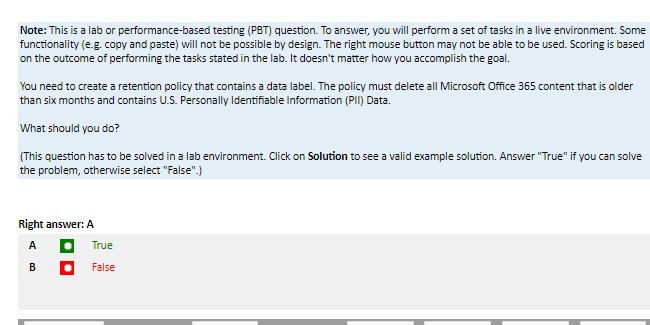 Note: This is a lab or performance-based testing (PBT) question. To answer, you will perform a set of tasks in a live environment. Some
functionality (e.g. copy and paste) will not be possible by design. The right mouse button may not be able to be used. Scoring is based
on the outcome of performing the tasks stated in the lab. It doesn't matter how you accomplish the goal.
You need to create a retention policy that contains a data label. The policy must delete all Microsoft Office 365 content that is older
than six months and contains U.S. Personally Identifiable Information (PII) Data.
What should you do?
(This question has to be solved in a lab environment. Click on Solution to see a valid example solution. Answer "True" if you can solve
the problem, otherwise select "False".)
Right answer: A
A True
B False